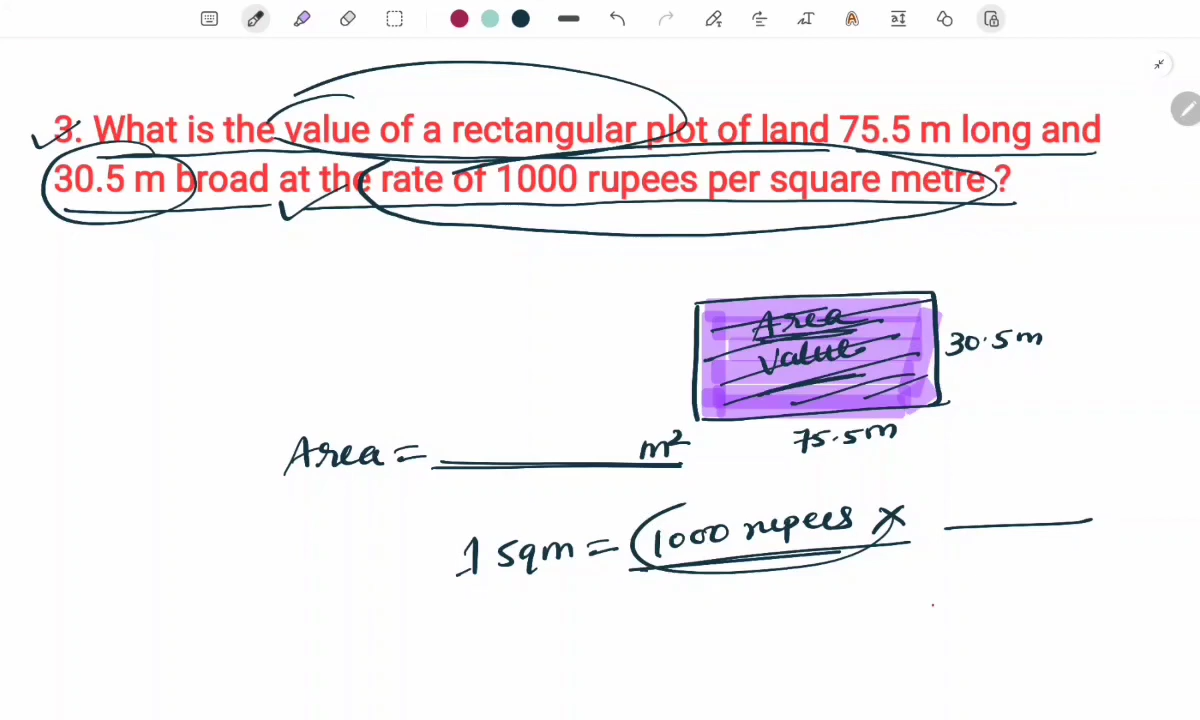 3. What is the value of a rectangular plot of land 75.5 m long and
30.5 m broad at the rate of 1000 rupees per square metre ?
Area
Value
30.5m
75.5m
Area = m²
1 sqm = 1000 rupees ×